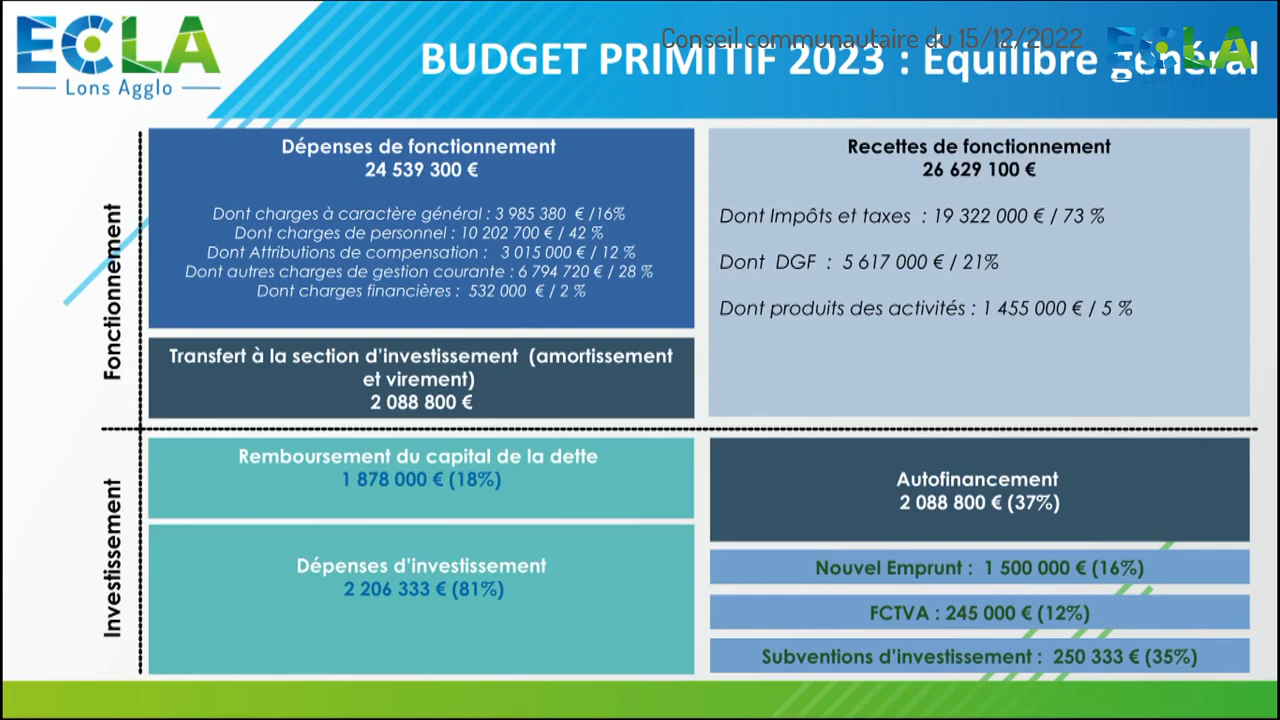 ECLA
Lons Agglo
Conseil communautaire du 15/12/2022
BUDGET PRIMITIF 2023 : Equilibre général
ECLA
Lons Agglo
Fonctionnement
Dépenses de fonctionnement
24 539 300 €
Dont charges à caractère général : 3 985 380 € /16%
Dont charges de personnel : 10 202 700 € / 42 %
Dont Attributions de compensation : 3 015 000 € / 12 %
Dont autres charges de gestion courante : 6 794 720 € / 28 %
Dont charges financières : 532 000 € / 2 %
Transfert à la section d'investissement (amortissement
et virement)
2 088 800 €
Recettes de fonctionnement
26 629 100 €
Dont Impôts et taxes : 19 322 000 € / 73 %
Dont DGF : 5 617 000 € / 21%
Dont produits des activités : 1 455 000 € / 5 %
Investissement
Remboursement du capital de la dette
1 878 000 € (18%)
Dépenses d'investissement
2 206 333 € (81%)
Autofinancement
2 088 800 € (37%)
Nouvel Emprunt : 1 500 000 € (16%)
FCTVA : 245 000 € (12%)
Subventions d'investissement : 250 333 € (35%)